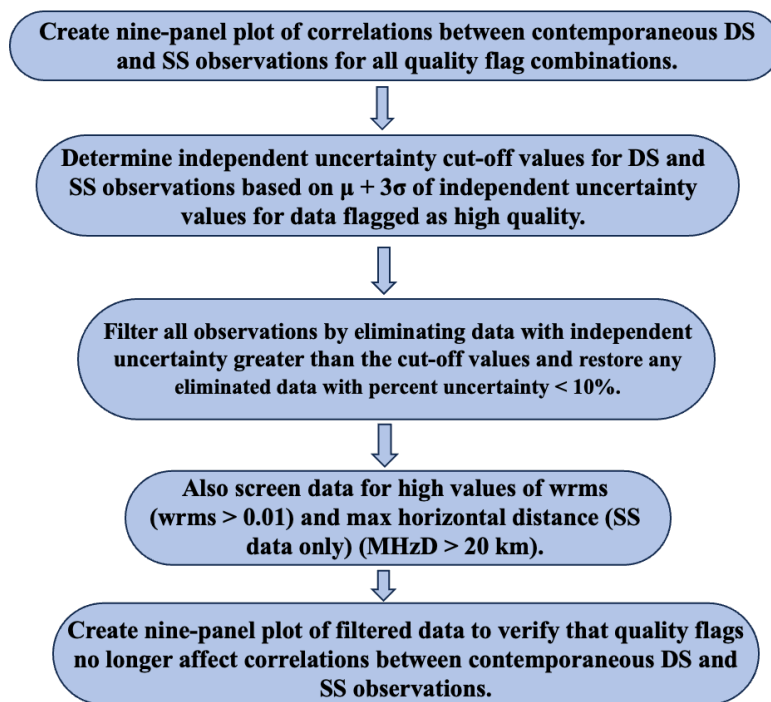 Create nine-panel plot of correlations between contemporaneous DS
and SS observations for all quality flag combinations.
Determine independent uncertainty cut-off values for DS and
SS observations based on μ + 3σ of independent uncertainty
values for data flagged as high quality.
Filter all observations by eliminating data with independent
uncertainty greater than the cut-off values and restore any
eliminated data with percent uncertainty < 10%.
Also screen data for high values of wrms
(wrms > 0.01) and max horizontal distance (SS
data only) (MHzD > 20 km).
Create nine-panel plot of filtered data to verify that quality flags
no longer affect correlations between contemporaneous DS and
SS observations.